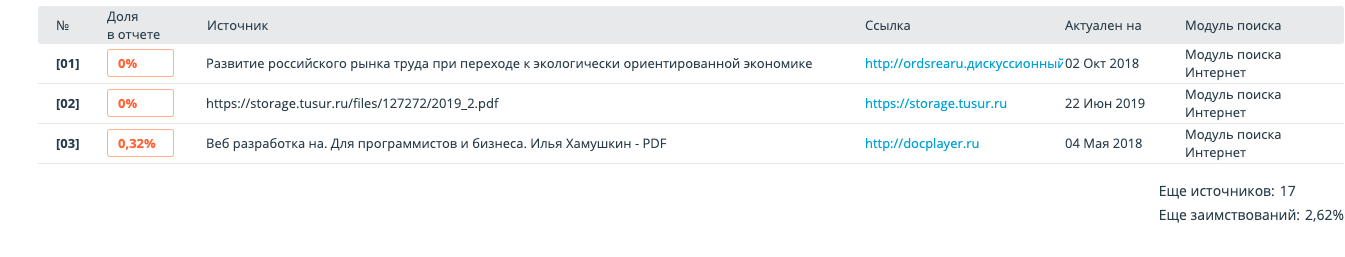 № Доля в отчете Источник Ссылка Актуален на Модуль поиска
[01] 0% Развитие российского рынка труда при переходе к экологически ориентированной экономике http://ordsrearu.дискуссионный 02 Окт 2018 Модуль поиска Интернет
[02] 0% https://storage.tusur.ru/files/127272/2019_2.pdf https://storage.tusur.ru 22 Июн 2019 Модуль поиска Интернет
[03] 0,32% Веб разработка на. Для программистов и бизнеса. Илья Хамушкин - PDF http://docplayer.ru 04 Мая 2018 Модуль поиска Интернет
Еще источников: 17
Еще заимствований: 2,62%